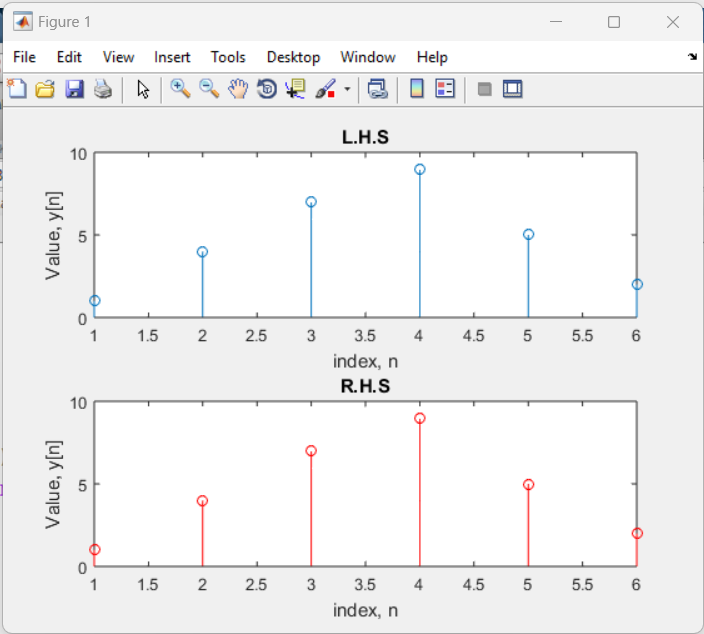 Figure 1
File Edit View Insert Tools Desktop Window Help
L.H.S
10
5
0
Value, y[n]
1 1.5 2 2.5 3 3.5 4 4.5 5 5.5 6
index, n
R.H.S
10
5
0
Value, y[n]
1 1.5 2 2.5 3 3.5 4 4.5 5 5.5 6
index, n